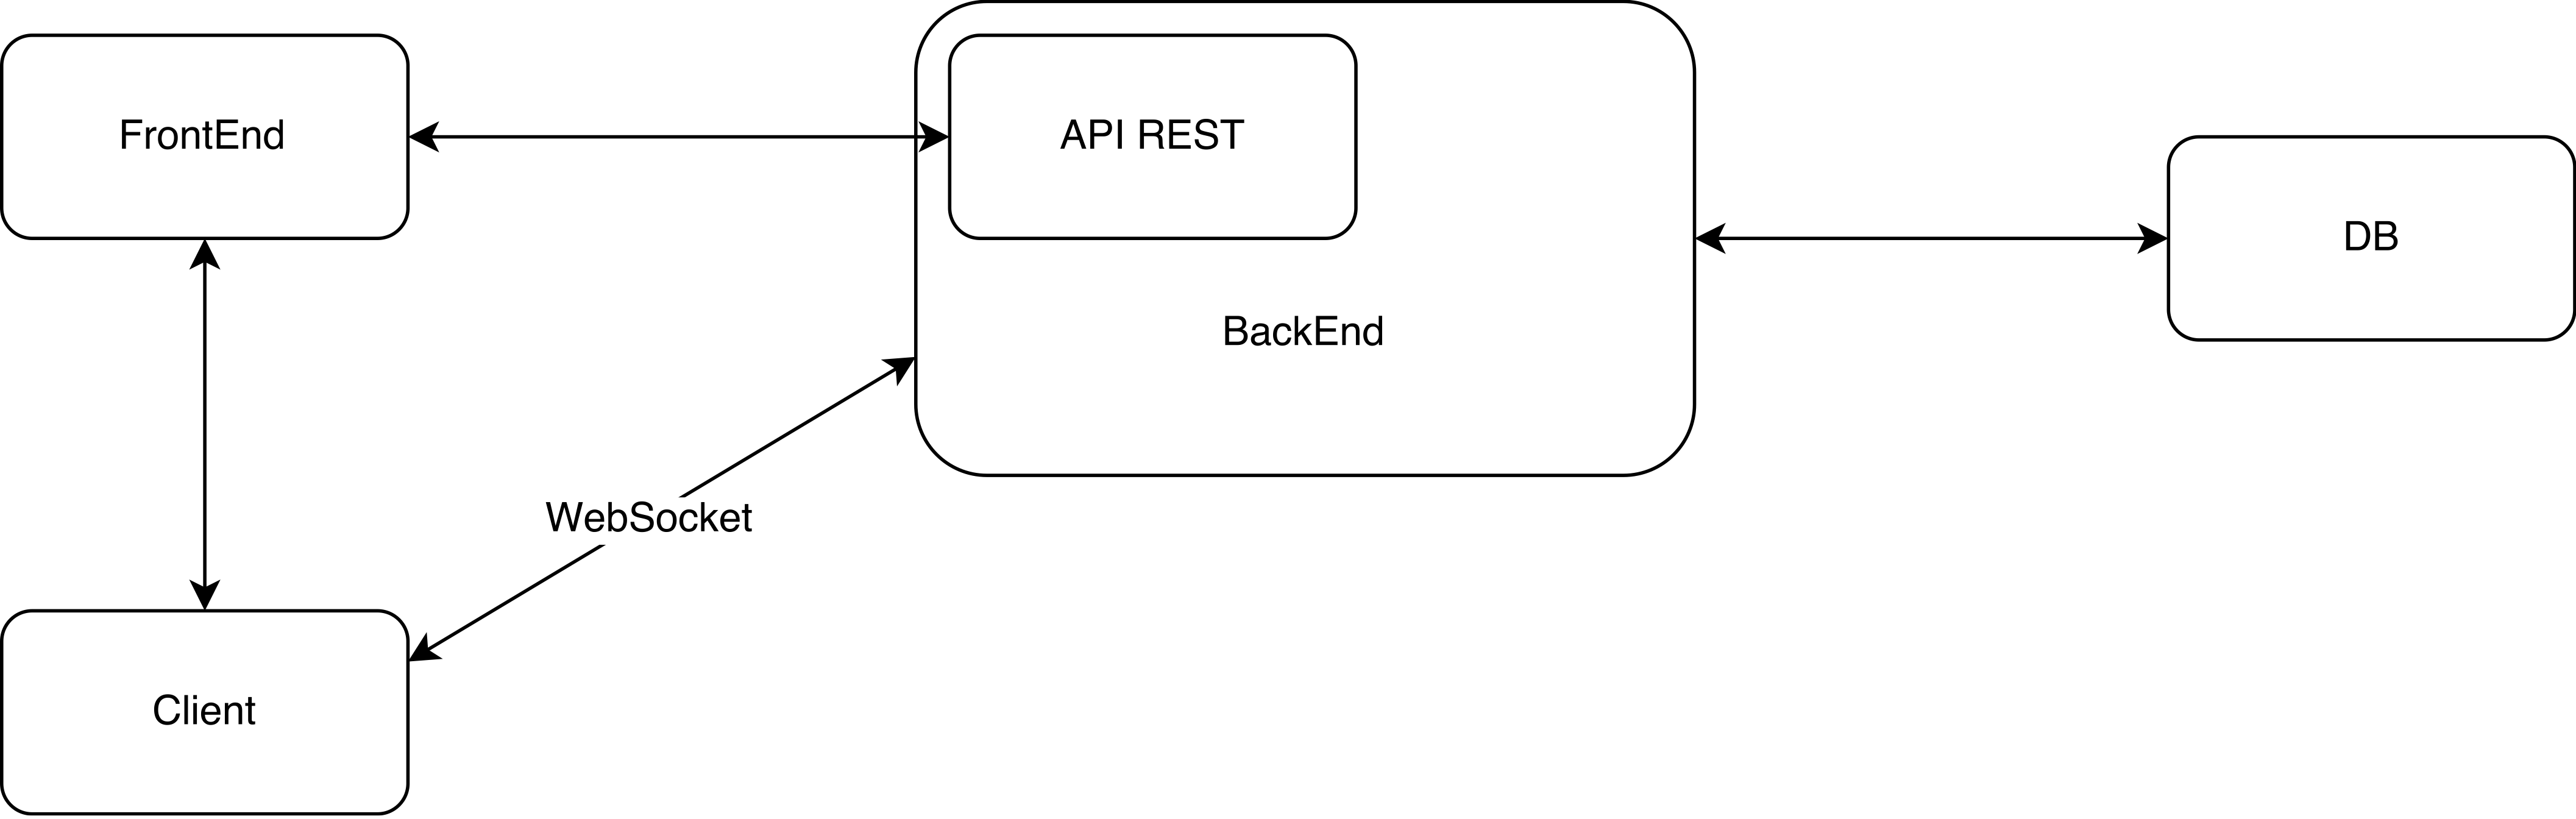 FrontEnd
API REST
DB
BackEnd
WebSocket
Client